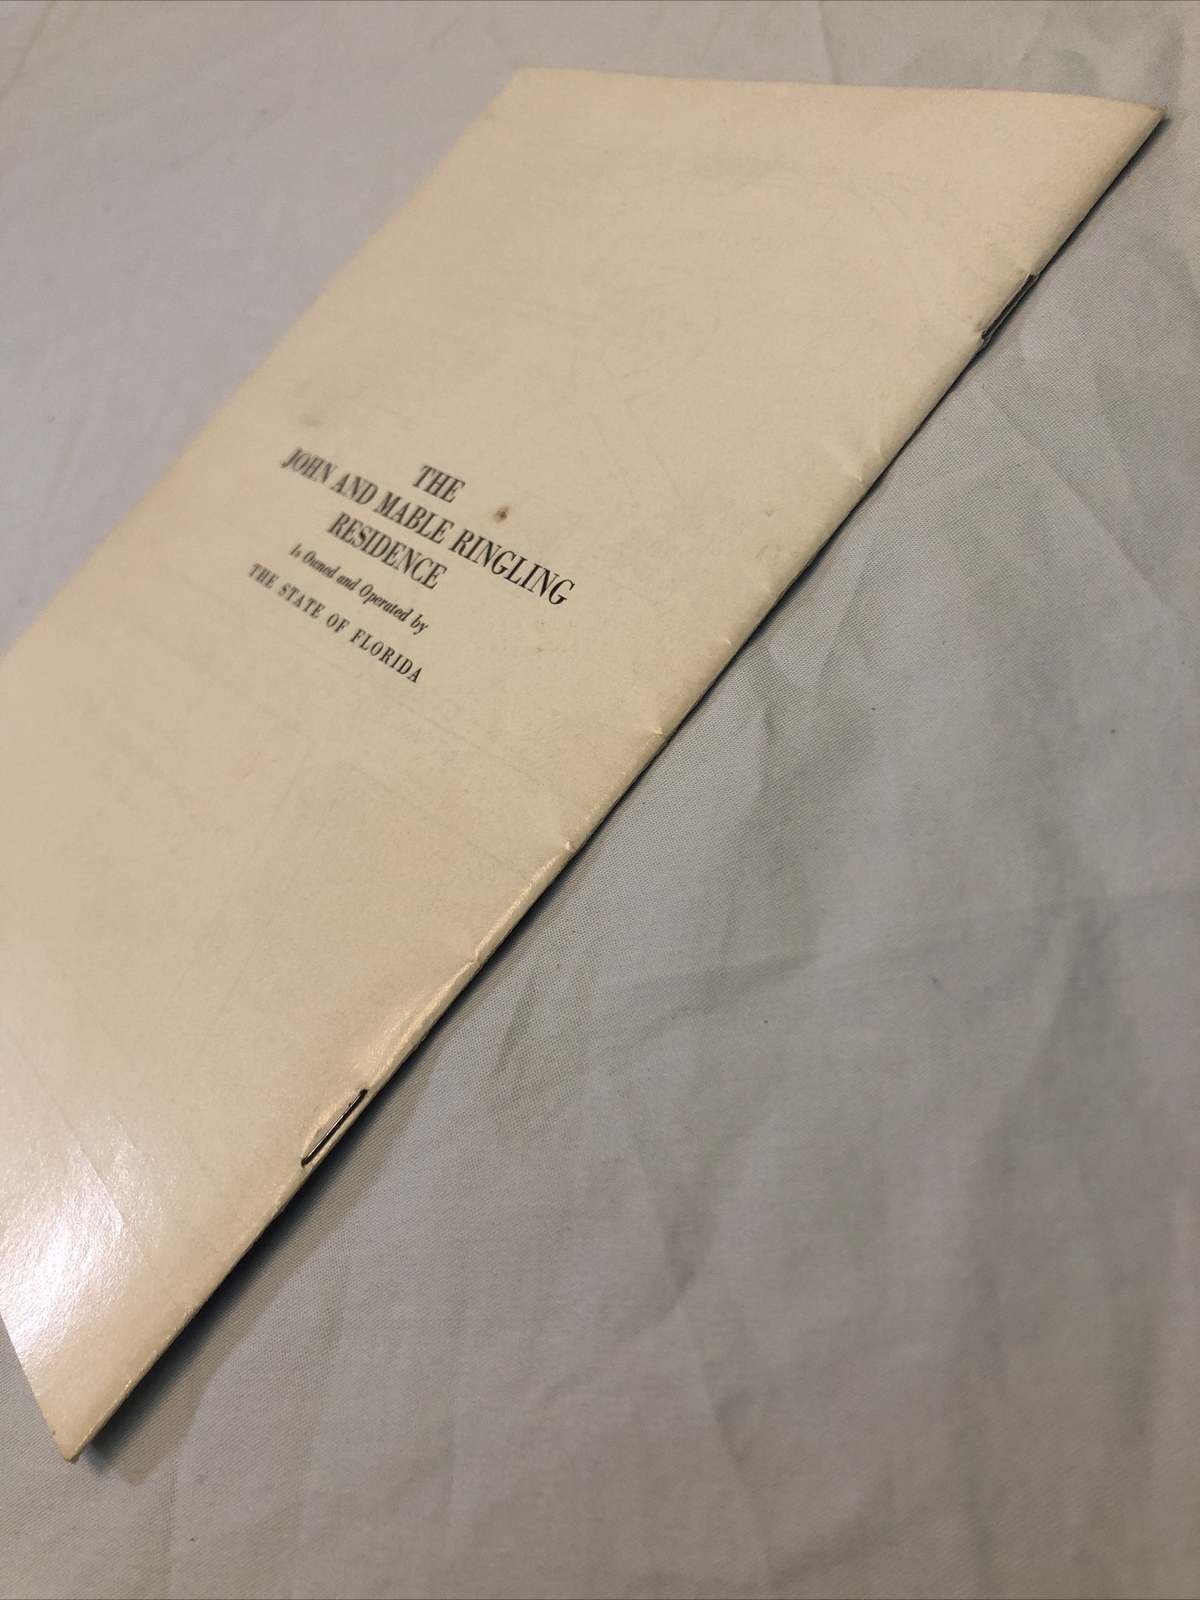 THE
JOHN AND MABLE RINGLING
RESIDENCE
Is Owned and Operated by
THE STATE OF FLORIDA